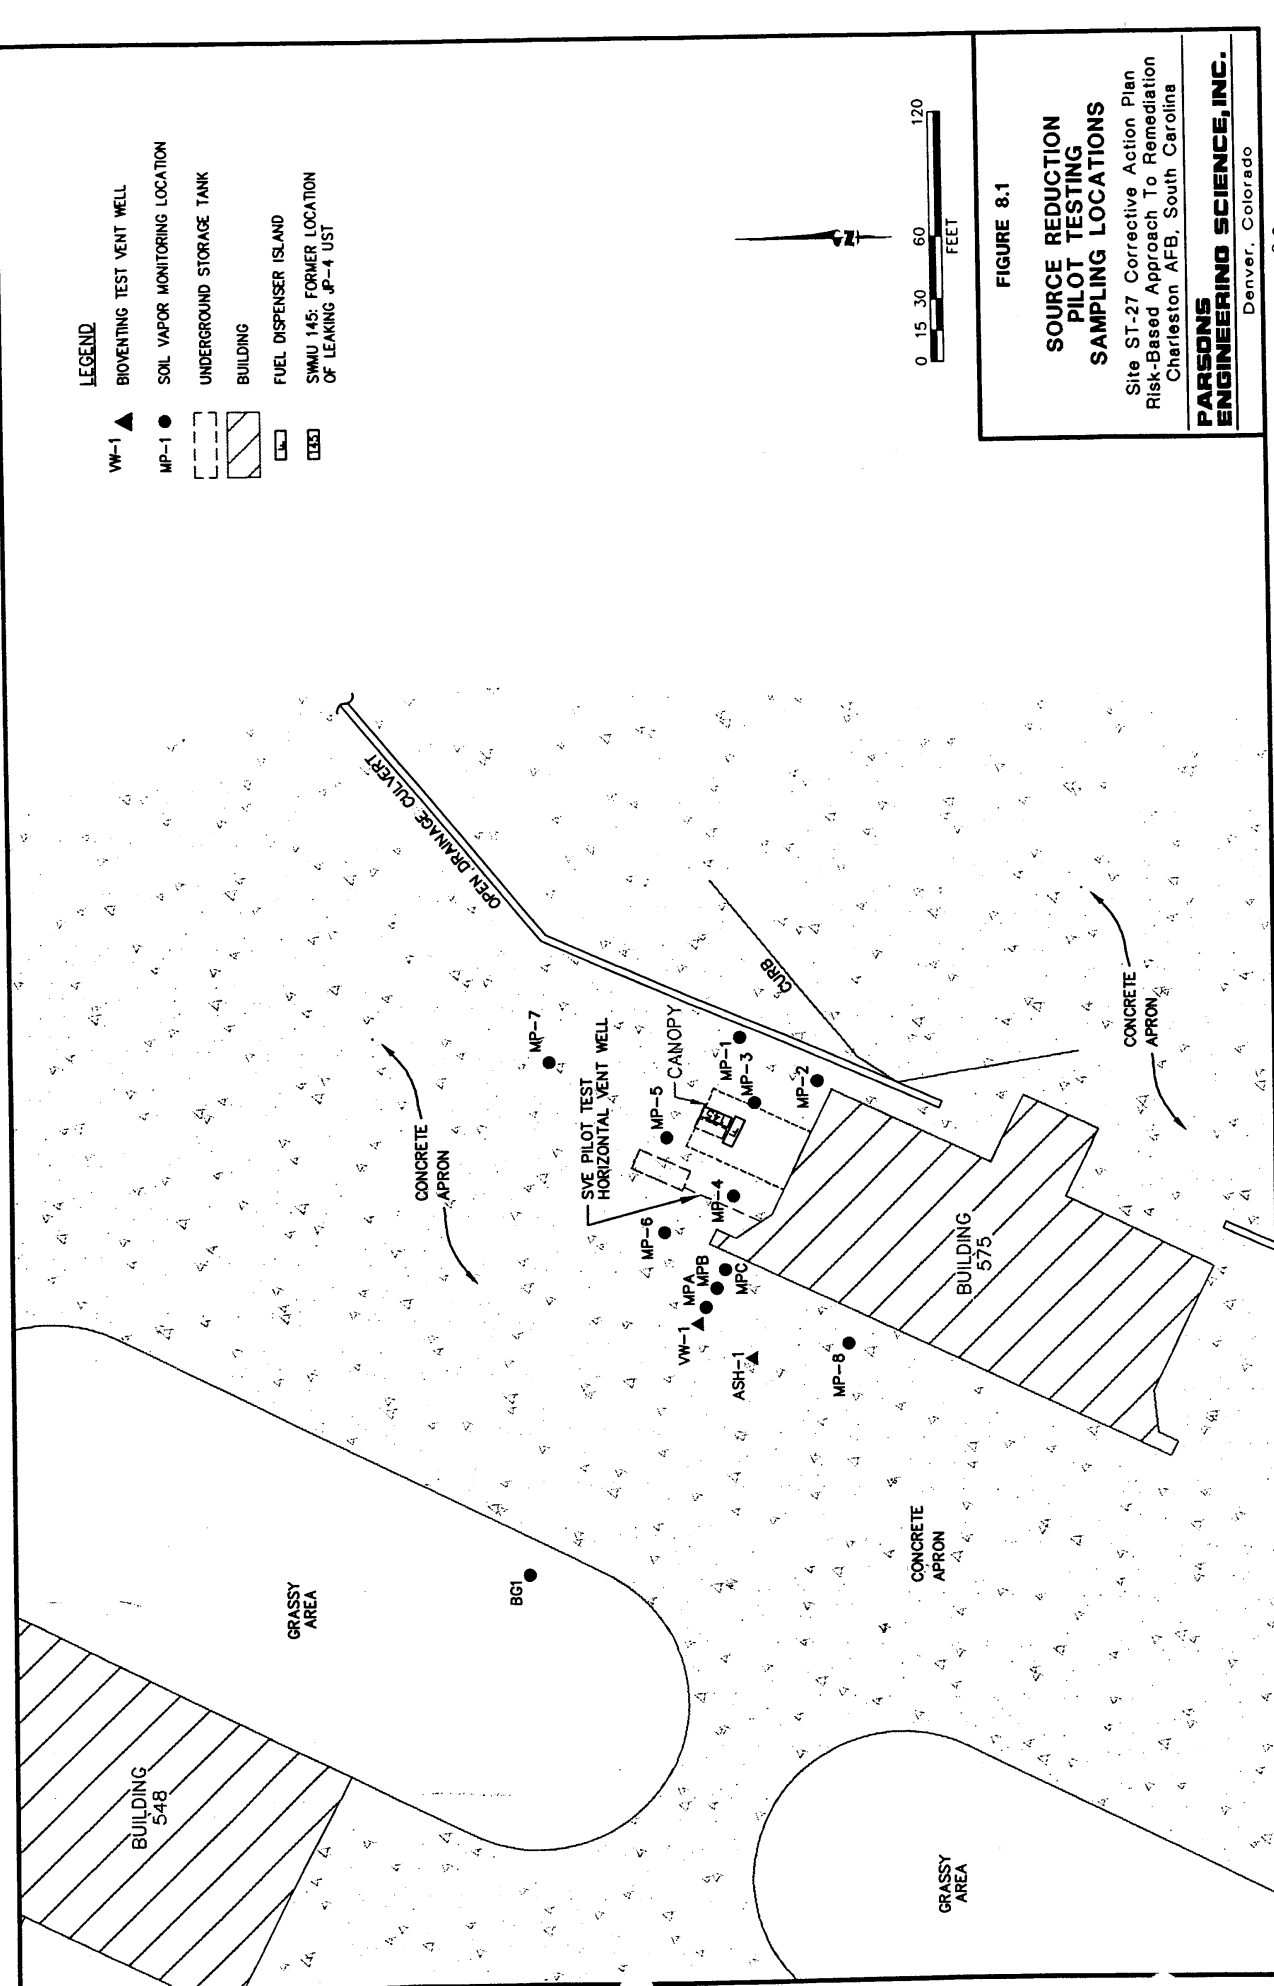 LEGEND
VW-1 BIOVENTING TEST VENT WELL
MP-1 SOIL VAPOR MONITORING LOCATION
UNDERGROUND STORAGE TANK
BUILDING
FUEL DISPENSER ISLAND
145
SWMU 145: FORMER LOCATION
OF LEAKING JP-4 UST
OPEN DRAINAGE CULVERT
CURB
CONCRETE
APRON
MP-7
SVE PILOT TEST
HORIZONTAL VENT WELL
CANOPY
MP-5
MP-1
MP-3
MP-2
145
MP-4
MP-6
MPA
MPB
MPC
VW-1
ASH-1
MP-8
BUILDING
575
CONCRETE
APRON
CONCRETE
APRON
GRASSY
AREA
BG1
BUILDING
548
GRASSY
AREA
N
0 15 30 60 120
FEET
FIGURE 8.1
SOURCE REDUCTION
PILOT TESTING
SAMPLING LOCATIONS
Site ST-27 Corrective Action Plan
Risk-Based Approach To Remediation
Charleston AFB, South Carolina
PARSONS
ENGINEERING SCIENCE, INC.
Denver, Colorado